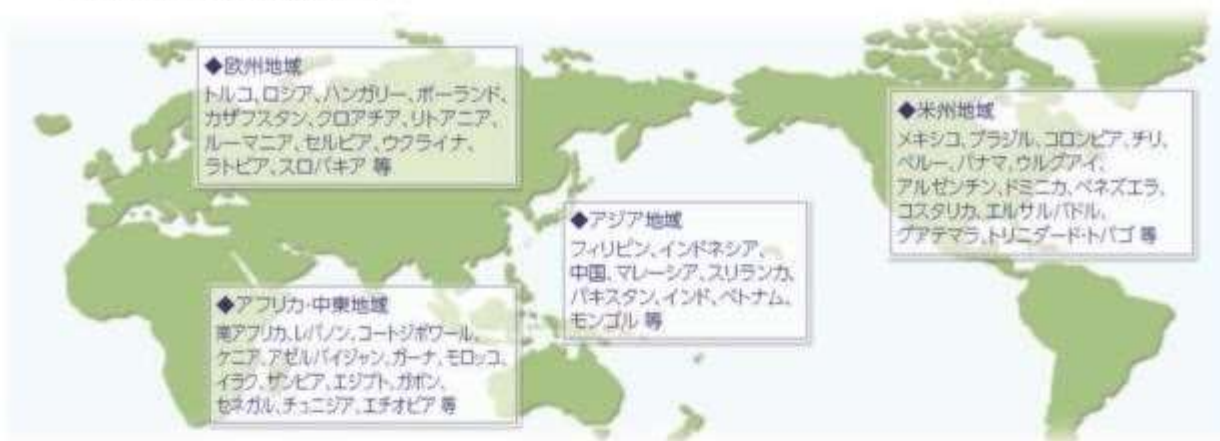 ◆欧州地域
トルコ、ロシア、ハンガリー、ポーランド、
カザフスタン、クロアチア、リトアニア、
ルーマニア、セルビア、ウクライナ、
ラトビア、スロバキア 等
◆米州地域
メキシコ、ブラジル、コロンビア、チリ、
ペルー、パナマ、ウルグアイ、
アルゼンチン、ドミニカ、ベネズエラ、
コスタリカ、エルサルバドル、
グアテマラ、トリニダード・トバゴ 等
◆アジア地域
フィリピン、インドネシア、
中国、マレーシア、スリランカ、
パキスタン、インド、ベトナム、
モンゴル 等
◆アフリカ・中東地域
南アフリカ、レバノン、コートジボワール、
ケニア、アゼルバイジャン、ガーナ、モロッコ、
イラク、ザンビア、エジプト、ガボン、
セネガル、チュニジア、エチオピア 等